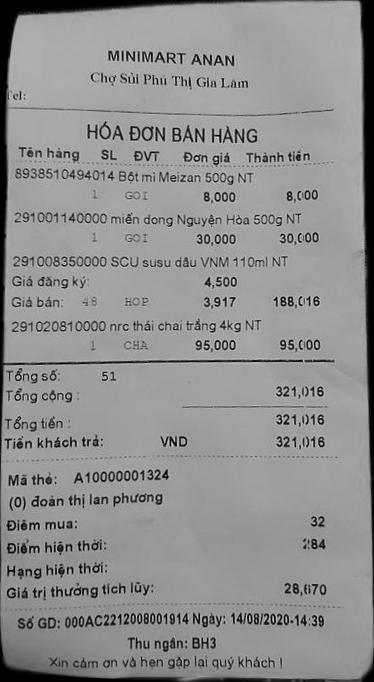 MINIMART ANAN
Chợ Sủi Phú Thị Gia Lâm
Tel:
HÓA ĐƠN BÁN HÀNG
Tên hàng SL ĐVT Đơn giá Thành tiền
8938510494014 Bột mì Meizan 500g NT
1 GOI 8,000 8,000
291001140000 miến dong Nguyện Hòa 500g NT
1 GOI 30,000 30,000
291008350000 SCU susu dâu VNM 110ml NT
Giá đăng ký: 4,500
Giá bán: 48 HOP 3,917 188,016
291020810000 nrc thái chai trắng 4kg NT
1 CHA 95,000 95,000
Tổng số: 51
Tổng cộng : 321,016
Tổng tiền : 321,016
Tiền khách trả: VND 321,016
Mã thẻ: A10000001324
(0) đoàn thị lan phương
Điểm mua: 32
Điểm hiện thời: 284
Hạng hiện thời:
Giá trị thưởng tích lũy: 28,670
Số GD: 000AC2212008001914 Ngày: 14/08/2020-14:39
Thu ngân: BH3
Xin cảm ơn và hẹn gặp lại quý khách !